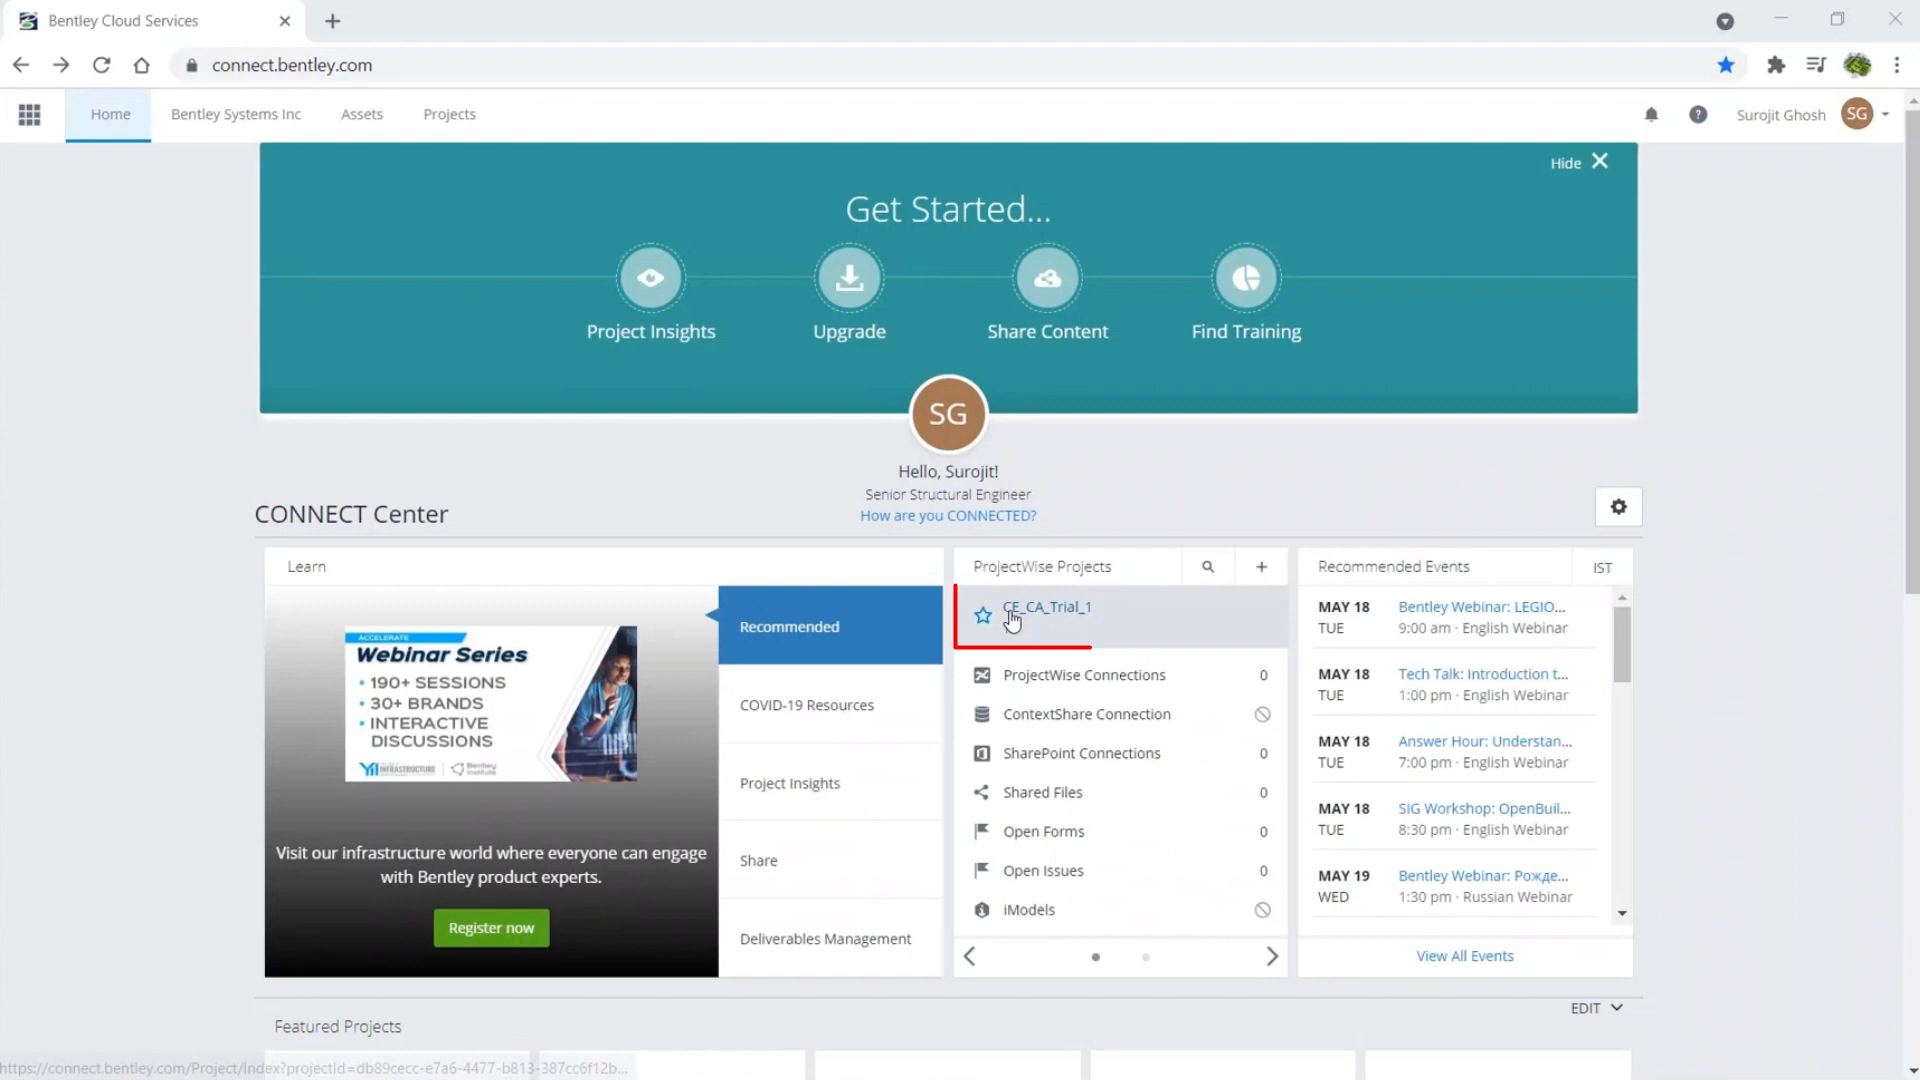 Bentley Cloud Services
connect.bentley.com
Home
Bentley Systems Inc
Assets
Projects
Surojit Ghosh
SG
Hide
Get Started...
Project Insights
Upgrade
Share Content
Find Training
SG
Hello, Surojit!
Senior Structural Engineer
How are you CONNECTED?
CONNECT Center
Learn
ACCELERATE
Webinar Series
• 190+ SESSIONS
• 30+ BRANDS
• INTERACTIVE
DISCUSSIONS
YII INFRASTRUCTURE
Bentley
Institute
Visit our infrastructure world where everyone can engage
with Bentley product experts.
Register now
Recommended
COVID-19 Resources
Project Insights
Share
Deliverables Management
ProjectWise Projects
CE_CA_Trial_1
ProjectWise Connections 0
ContextShare Connection
SharePoint Connections 0
Shared Files 0
Open Forms 0
Open Issues 0
iModels
Recommended Events
IST
MAY 18 Bentley Webinar: LEGIO...
TUE 9:00 am · English Webinar
MAY 18 Tech Talk: Introduction t...
TUE 1:00 pm · English Webinar
MAY 18 Answer Hour: Understan...
TUE 7:00 pm · English Webinar
MAY 18 SIG Workshop: OpenBuil...
TUE 8:30 pm · English Webinar
MAY 19 Bentley Webinar: Рожде...
WED 1:30 pm · Russian Webinar
View All Events
EDIT
Featured Projects
https://connect.bentley.com/Project/Index?projectId=db89cecc-e7a6-4477-b813-387cc6f12b...